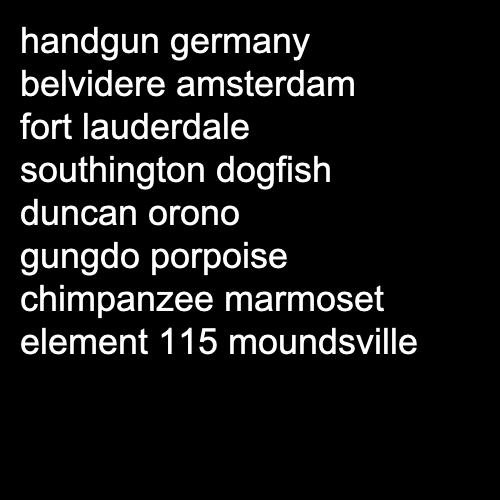 handgun germany
belvidere amsterdam
fort lauderdale
southington dogfish
duncan orono
gungdo porpoise
chimpanzee marmoset
element 115 moundsville